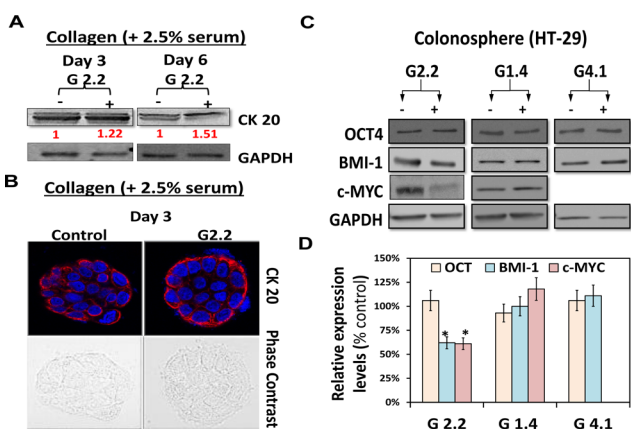 A
Collagen (+ 2.5% serum)
Day 3 Day 6
G 2.2 G 2.2
- + - +
CK 20
1 1.22 1 1.51
GAPDH
B
Collagen (+ 2.5% serum)
Day 3
Control G2.2
CK 20
Phase Contrast
C
Colonosphere (HT-29)
G2.2 G1.4 G4.1
- + - + - +
OCT4
BMI-1
c-MYC
GAPDH
D
OCT BMI-1 c-MYC
Relative expression
levels (% control)
150%
125%
100%
75%
50%
25%
0%
* *
G 2.2 G 1.4 G 4.1